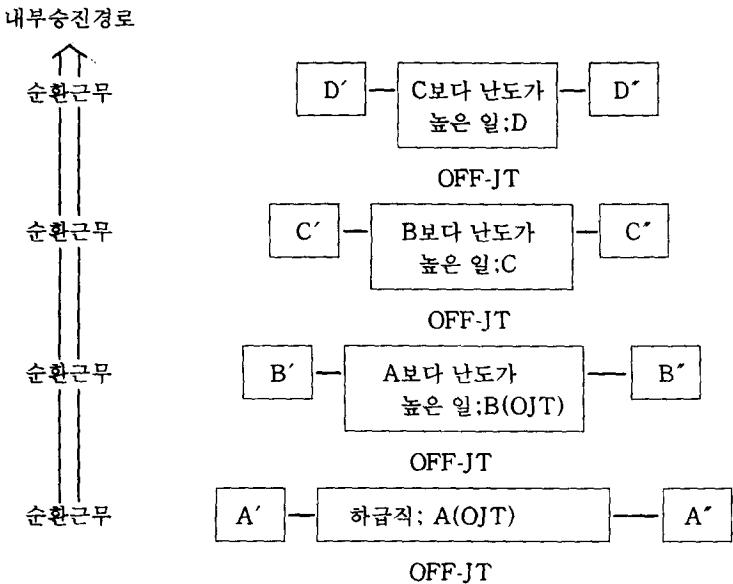 내부승진경로
순환근무
D′
C보다 난도가
높은 일;D
D″
OFF-JT
순환근무
C′
B보다 난도가
높은 일;C
C″
OFF-JT
순환근무
B′
A보다 난도가
높은 일;B(OJT)
B″
OFF-JT
순환근무
A′
하급직; A(OJT)
A″
OFF-JT